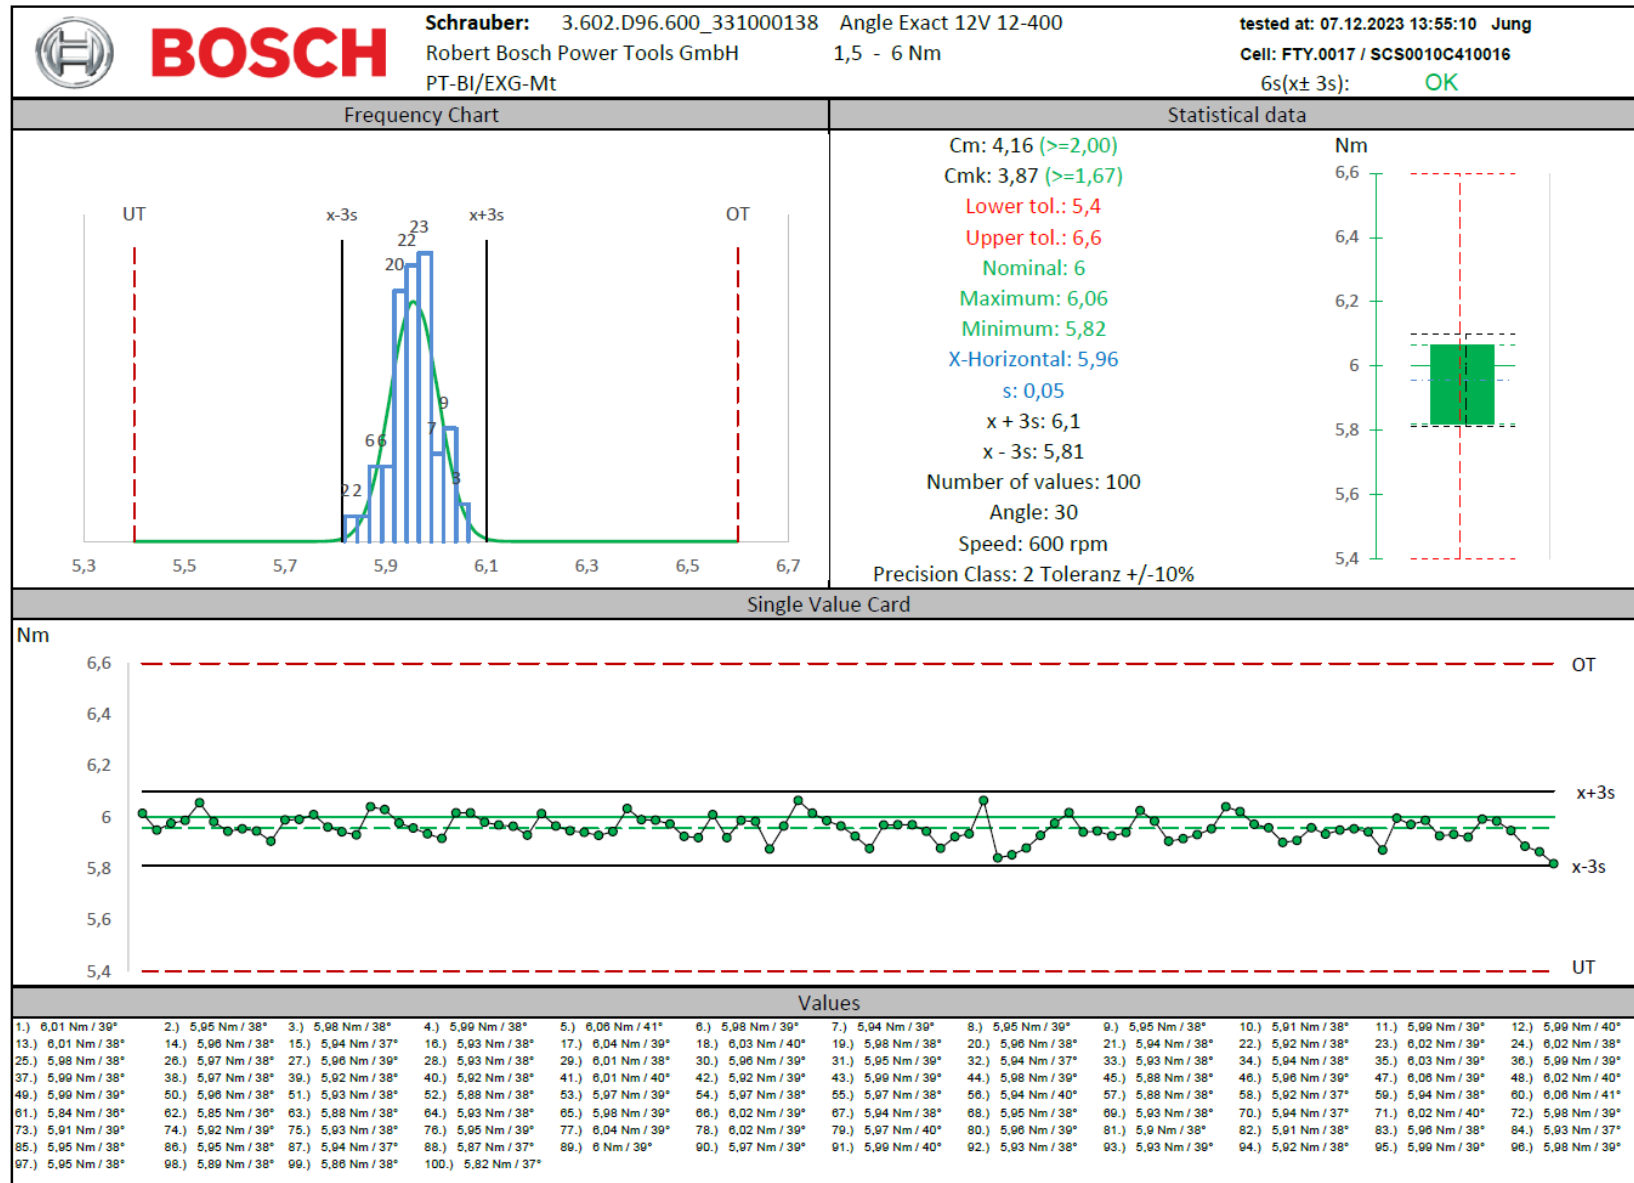 BOSCH
Schrauber: 3.602.D96.600_331000138 Angle Exact 12V 12-400
Robert Bosch Power Tools GmbH 1,5 - 6 Nm
PT-BI/EXG-Mt
tested at: 07.12.2023 13:55:10 Jung
Cell: FTY.0017 / SCS0010C410016
6s(x± 3s): OK
Frequency Chart
UT x-3s x+3s OT
23
22
20
9
7
6 6
3
2 2
5,3 5,5 5,7 5,9 6,1 6,3 6,5 6,7
Statistical data
Cm: 4,16 (>=2,00)
Cmk: 3,87 (>=1,67)
Lower tol.: 5,4
Upper tol.: 6,6
Nominal: 6
Maximum: 6,06
Minimum: 5,82
X-Horizontal: 5,96
s: 0,05
x + 3s: 6,1
x - 3s: 5,81
Number of values: 100
Angle: 30
Speed: 600 rpm
Precision Class: 2 Toleranz +/-10%
Nm
6,6
6,4
6,2
6
5,8
5,6
5,4
Single Value Card
Nm
6,6 OT
6,4
6,2
x+3s
6
5,8 x-3s
5,6
5,4 UT
Values
1.) 6,01 Nm / 39° 2.) 5,95 Nm / 38° 3.) 5,98 Nm / 38° 4.) 5,99 Nm / 38° 5.) 6,06 Nm / 41° 6.) 5,98 Nm / 39° 7.) 5,94 Nm / 39° 8.) 5,95 Nm / 39° 9.) 5,95 Nm / 38° 10.) 5,91 Nm / 38° 11.) 5,99 Nm / 39° 12.) 5,99 Nm / 40°
13.) 6,01 Nm / 38° 14.) 5,96 Nm / 38° 15.) 5,94 Nm / 37° 16.) 5,93 Nm / 38° 17.) 6,04 Nm / 39° 18.) 6,03 Nm / 40° 19.) 5,98 Nm / 38° 20.) 5,96 Nm / 38° 21.) 5,94 Nm / 38° 22.) 5,92 Nm / 38° 23.) 6,02 Nm / 39° 24.) 6,02 Nm / 38°
25.) 5,98 Nm / 38° 26.) 5,97 Nm / 38° 27.) 5,96 Nm / 39° 28.) 5,93 Nm / 38° 29.) 6,01 Nm / 38° 30.) 5,96 Nm / 39° 31.) 5,95 Nm / 39° 32.) 5,94 Nm / 37° 33.) 5,93 Nm / 38° 34.) 5,94 Nm / 38° 35.) 6,03 Nm / 39° 36.) 5,99 Nm / 39°
37.) 5,99 Nm / 38° 38.) 5,97 Nm / 38° 39.) 5,92 Nm / 38° 40.) 5,92 Nm / 38° 41.) 6,01 Nm / 40° 42.) 5,92 Nm / 39° 43.) 5,99 Nm / 39° 44.) 5,98 Nm / 39° 45.) 5,88 Nm / 38° 46.) 5,96 Nm / 39° 47.) 6,06 Nm / 39° 48.) 6,02 Nm / 40°
49.) 5,99 Nm / 39° 50.) 5,96 Nm / 38° 51.) 5,93 Nm / 38° 52.) 5,88 Nm / 38° 53.) 5,97 Nm / 39° 54.) 5,97 Nm / 38° 55.) 5,97 Nm / 38° 56.) 5,94 Nm / 40° 57.) 5,88 Nm / 38° 58.) 5,92 Nm / 37° 59.) 5,94 Nm / 38° 60.) 6,06 Nm / 41°
61.) 5,84 Nm / 36° 62.) 5,85 Nm / 36° 63.) 5,88 Nm / 38° 64.) 5,93 Nm / 38° 65.) 5,98 Nm / 39° 66.) 6,02 Nm / 39° 67.) 5,94 Nm / 38° 68.) 5,95 Nm / 38° 69.) 5,93 Nm / 38° 70.) 5,94 Nm / 37° 71.) 6,02 Nm / 40° 72.) 5,98 Nm / 39°
73.) 5,91 Nm / 39° 74.) 5,92 Nm / 39° 75.) 5,93 Nm / 38° 76.) 5,95 Nm / 39° 77.) 6,04 Nm / 39° 78.) 6,02 Nm / 39° 79.) 5,97 Nm / 40° 80.) 5,96 Nm / 39° 81.) 5,9 Nm / 38° 82.) 5,91 Nm / 38° 83.) 5,96 Nm / 38° 84.) 5,93 Nm / 37°
85.) 5,95 Nm / 38° 86.) 5,95 Nm / 38° 87.) 5,94 Nm / 37° 88.) 5,87 Nm / 37° 89.) 6 Nm / 39° 90.) 5,97 Nm / 39° 91.) 5,99 Nm / 40° 92.) 5,93 Nm / 38° 93.) 5,93 Nm / 39° 94.) 5,92 Nm / 38° 95.) 5,99 Nm / 39° 96.) 5,98 Nm / 39°
97.) 5,95 Nm / 38° 98.) 5,89 Nm / 38° 99.) 5,86 Nm / 38° 100.) 5,82 Nm / 37°